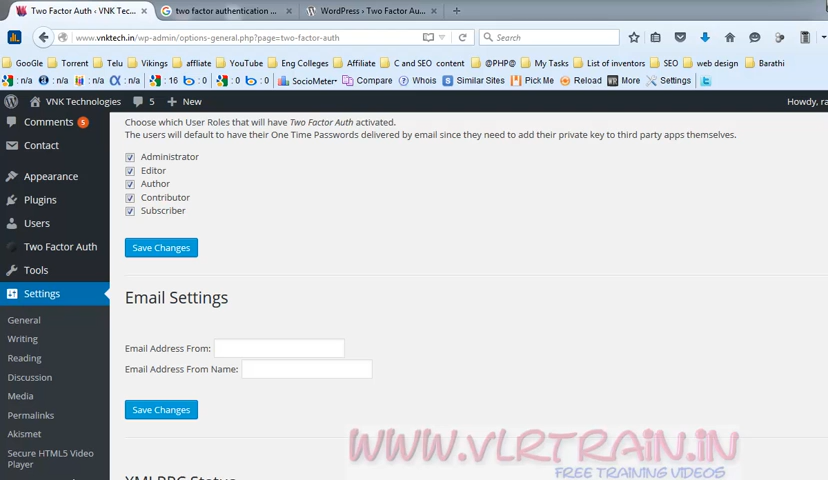 Two Factor Auth ‹ VNK Tech...
two factor authentication ...
WordPress › Two Factor Au...
www.vnktech.in/wp-admin/options-general.php?page=two-factor-auth
Search
GooGle Torrent Telu Vikings affliate YouTube Eng Colleges Affiliate C and SEO content @PHP@ My Tasks List of inventors SEO web design Barathi
: n/a : n/a : n/a : n/a : 16 : 0 : 0 SocioMeter Compare Whois Similar Sites Pick Me Reload More Settings
VNK Technologies 5 New Howdy, ra
Comments 5
Contact
Appearance
Plugins
Users
Two Factor Auth
Tools
Settings
General
Writing
Reading
Discussion
Media
Permalinks
Akismet
Secure HTML5 Video
Player
Choose which User Roles that will have Two Factor Auth activated.
The users will default to have their One Time Passwords delivered by email since they need to add their private key to third party apps themselves.
Administrator
Editor
Author
Contributor
Subscriber
Save Changes
Email Settings
Email Address From:
Email Address From Name:
Save Changes
XMLRPC Status
WWW.VLRTRAIN.IN
FREE TRAINING VIDEOS